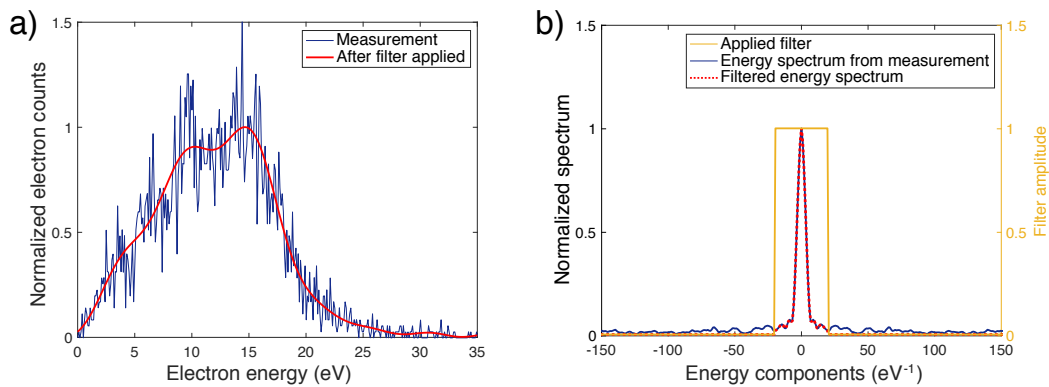 a)
Normalized electron counts
1.5
1
0.5
0
Measurement
After filter applied
0
5
10
15
20
25
30
35
Electron energy (eV)
b)
Normalized spectrum
1.5
1
0.5
0
Applied filter
Energy spectrum from measurement
Filtered energy spectrum
1.5
1
0.5
0
Filter amplitude
-150
-100
-50
0
50
100
150
Energy components (eV⁻¹)